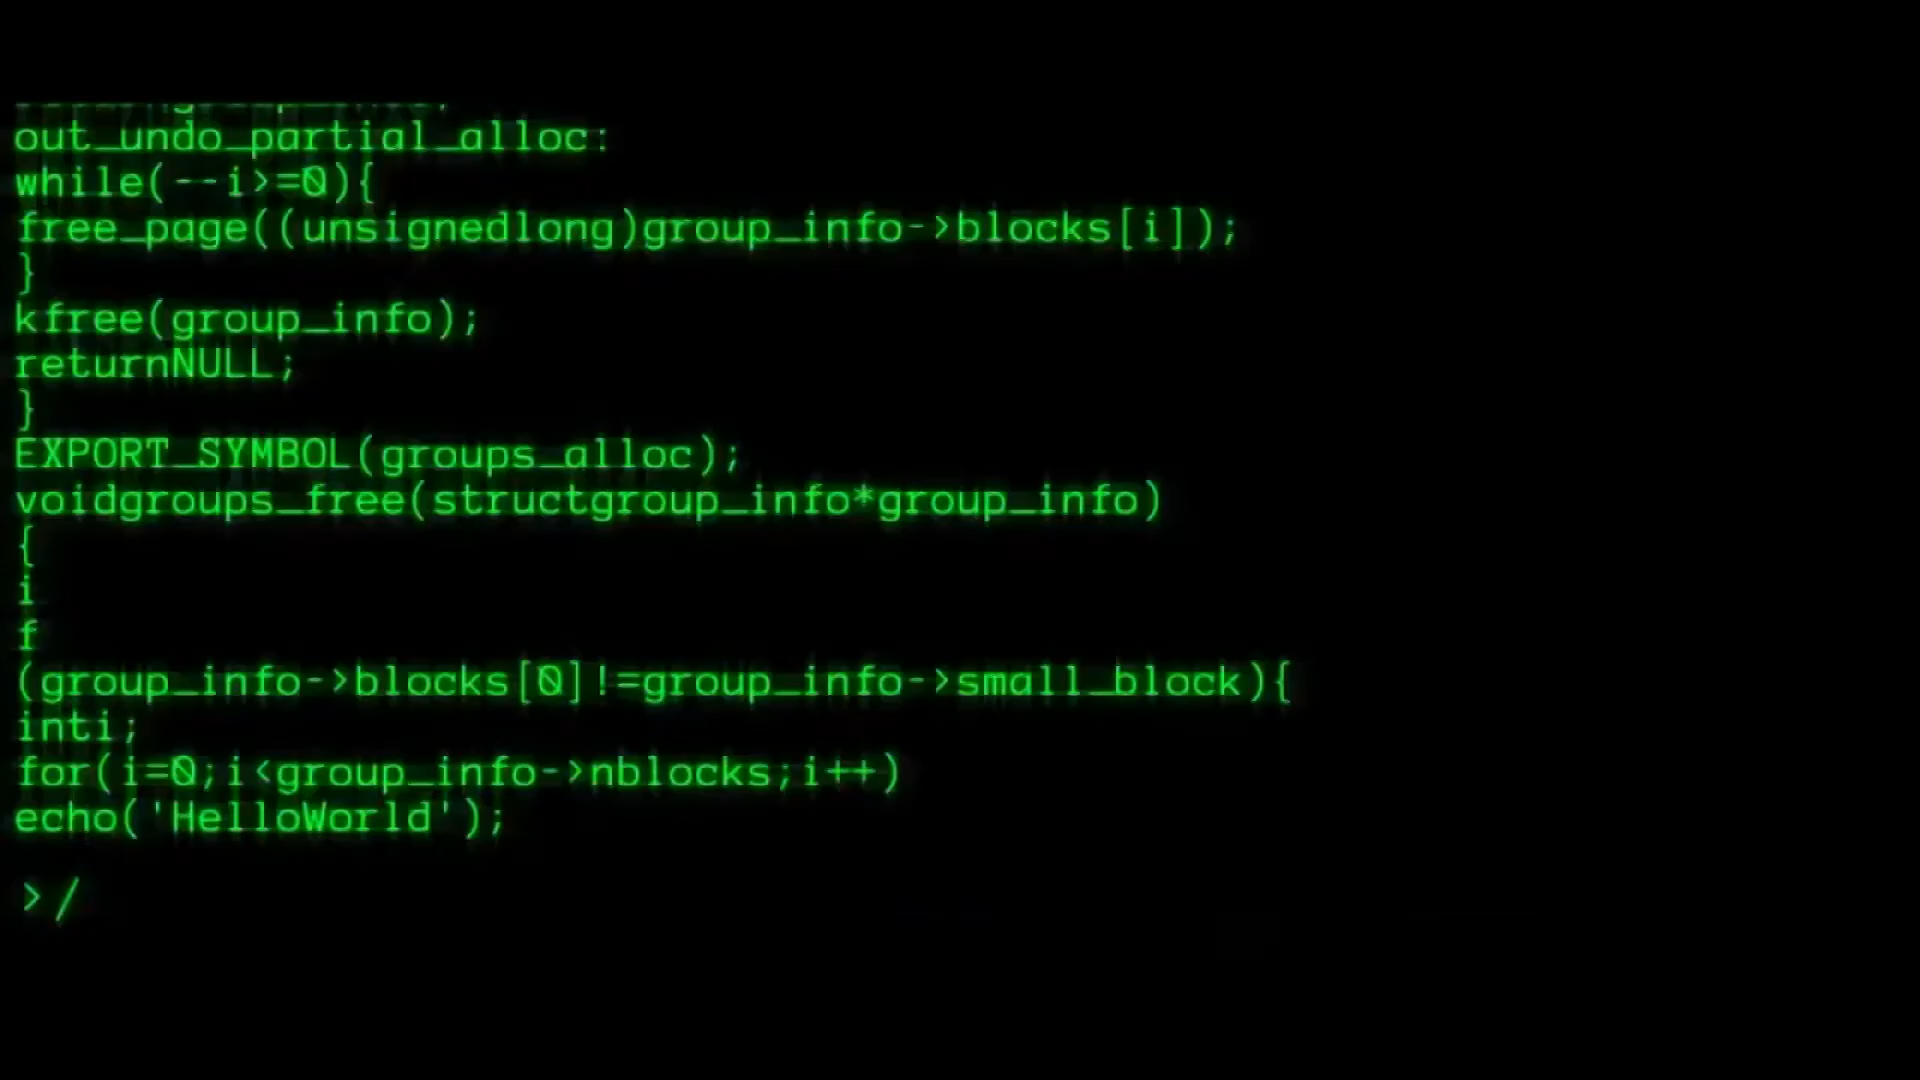 out_undo_partial_alloc:
while(--i>=0){
free_page((unsignedlong)group_info->blocks[i]);
}
kfree(group_info);
returnNULL;
}
EXPORT_SYMBOL(groups_alloc);
voidgroups_free(structgroup_info*group_info)
{
i
f
(group_info->blocks[0]!=group_info->small_block){
inti;
for(i=0;i<group_info->nblocks;i++)
echo('HelloWorld');
>/